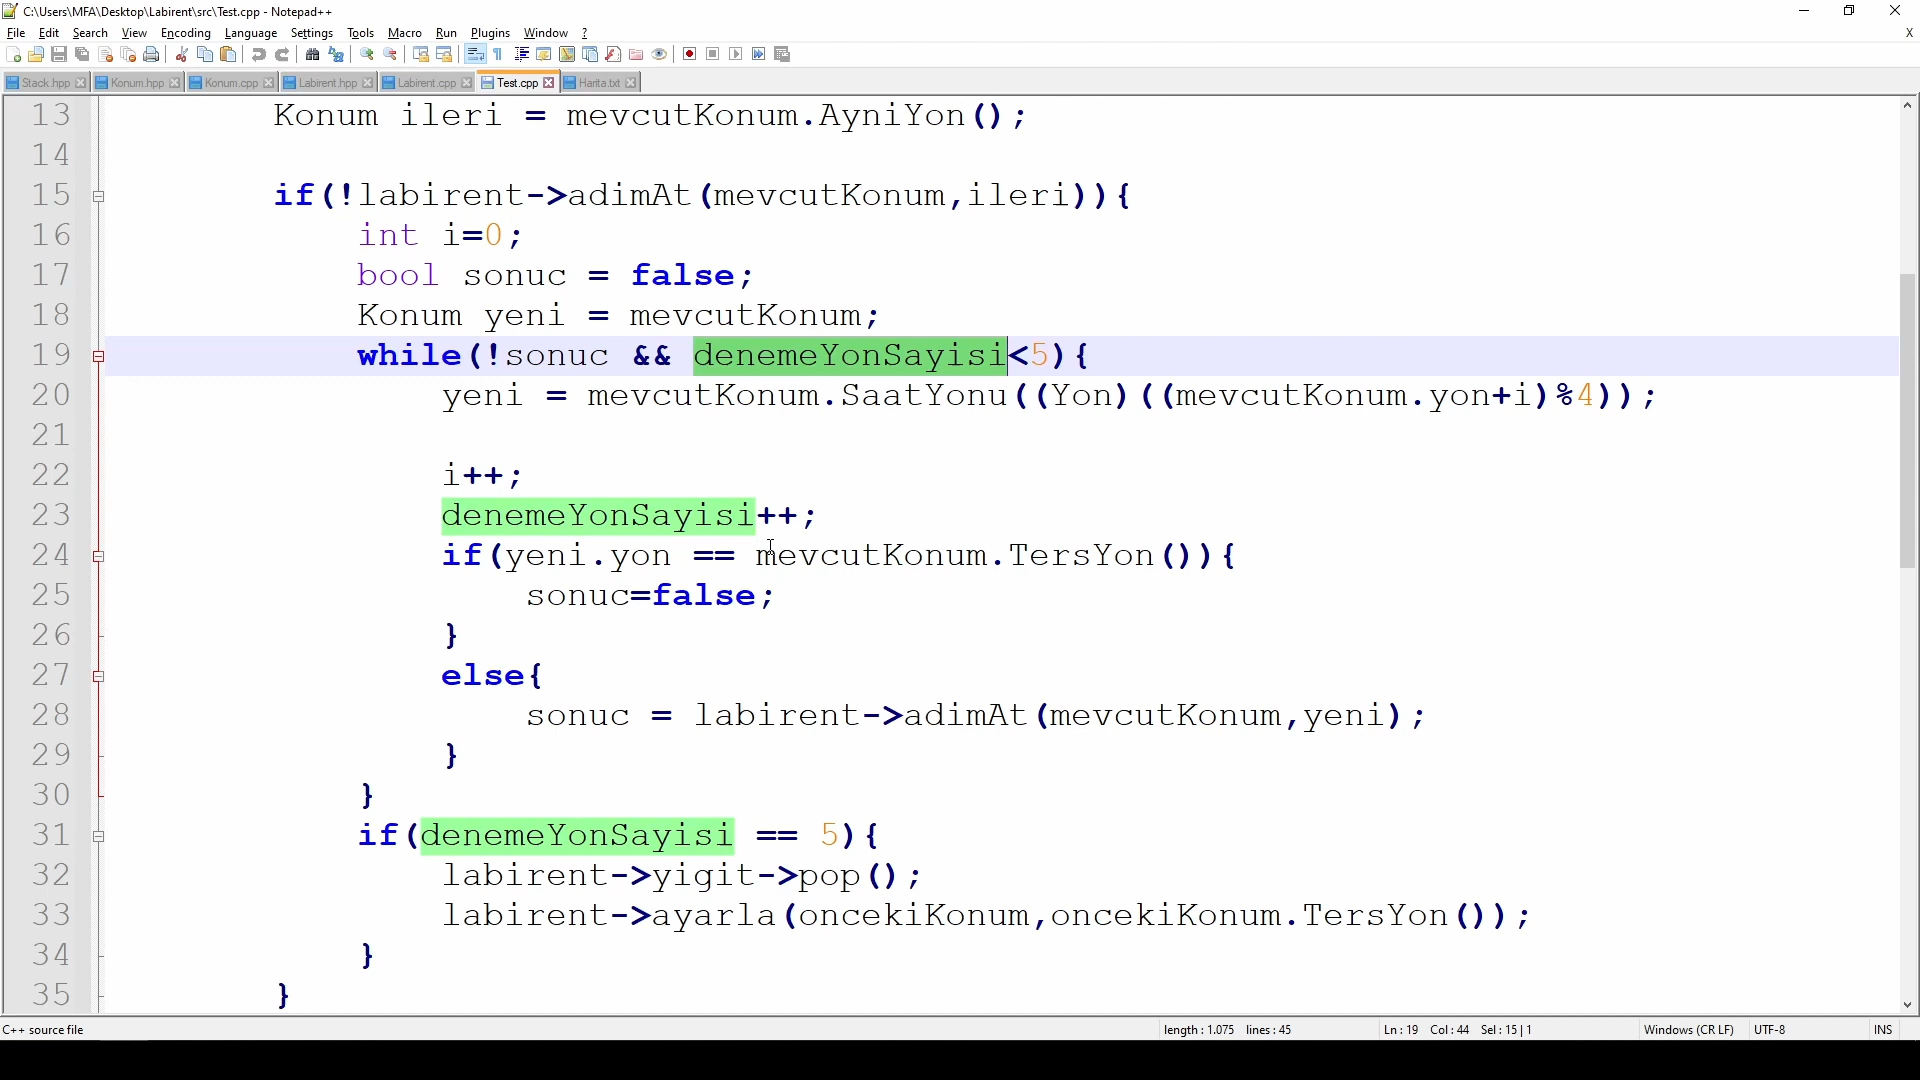 C:\Users\MFA\Desktop\Labirent\src\Test.cpp - Notepad++
File Edit Search View Encoding Language Settings Tools Macro Run Plugins Window ? X
Stack.hpp Konum.hpp Konum.cpp Labirent.hpp Labirent.cpp Test.cpp Harita.txt
13 Konum ileri = mevcutKonum.AyniYon();
14
15 if(!labirent->adimAt(mevcutKonum,ileri)){
16 int i=0;
17 bool sonuc = false;
18 Konum yeni = mevcutKonum;
19 while(!sonuc && denemeYonSayisi<5){
20 yeni = mevcutKonum.SaatYonu((Yon)((mevcutKonum.yon+i)%4));
21
22 i++;
23 denemeYonSayisi++;
24 if(yeni.yon == mevcutKonum.TersYon()){
25 sonuc=false;
26 }
27 else{
28 sonuc = labirent->adimAt(mevcutKonum,yeni);
29 }
30 }
31 if(denemeYonSayisi == 5){
32 labirent->yigit->pop();
33 labirent->ayarla(oncekiKonum,oncekiKonum.TersYon());
34 }
35 }
C++ source file length : 1.075 lines : 45 Ln : 19 Col : 44 Sel : 15 | 1 Windows (CR LF) UTF-8 INS